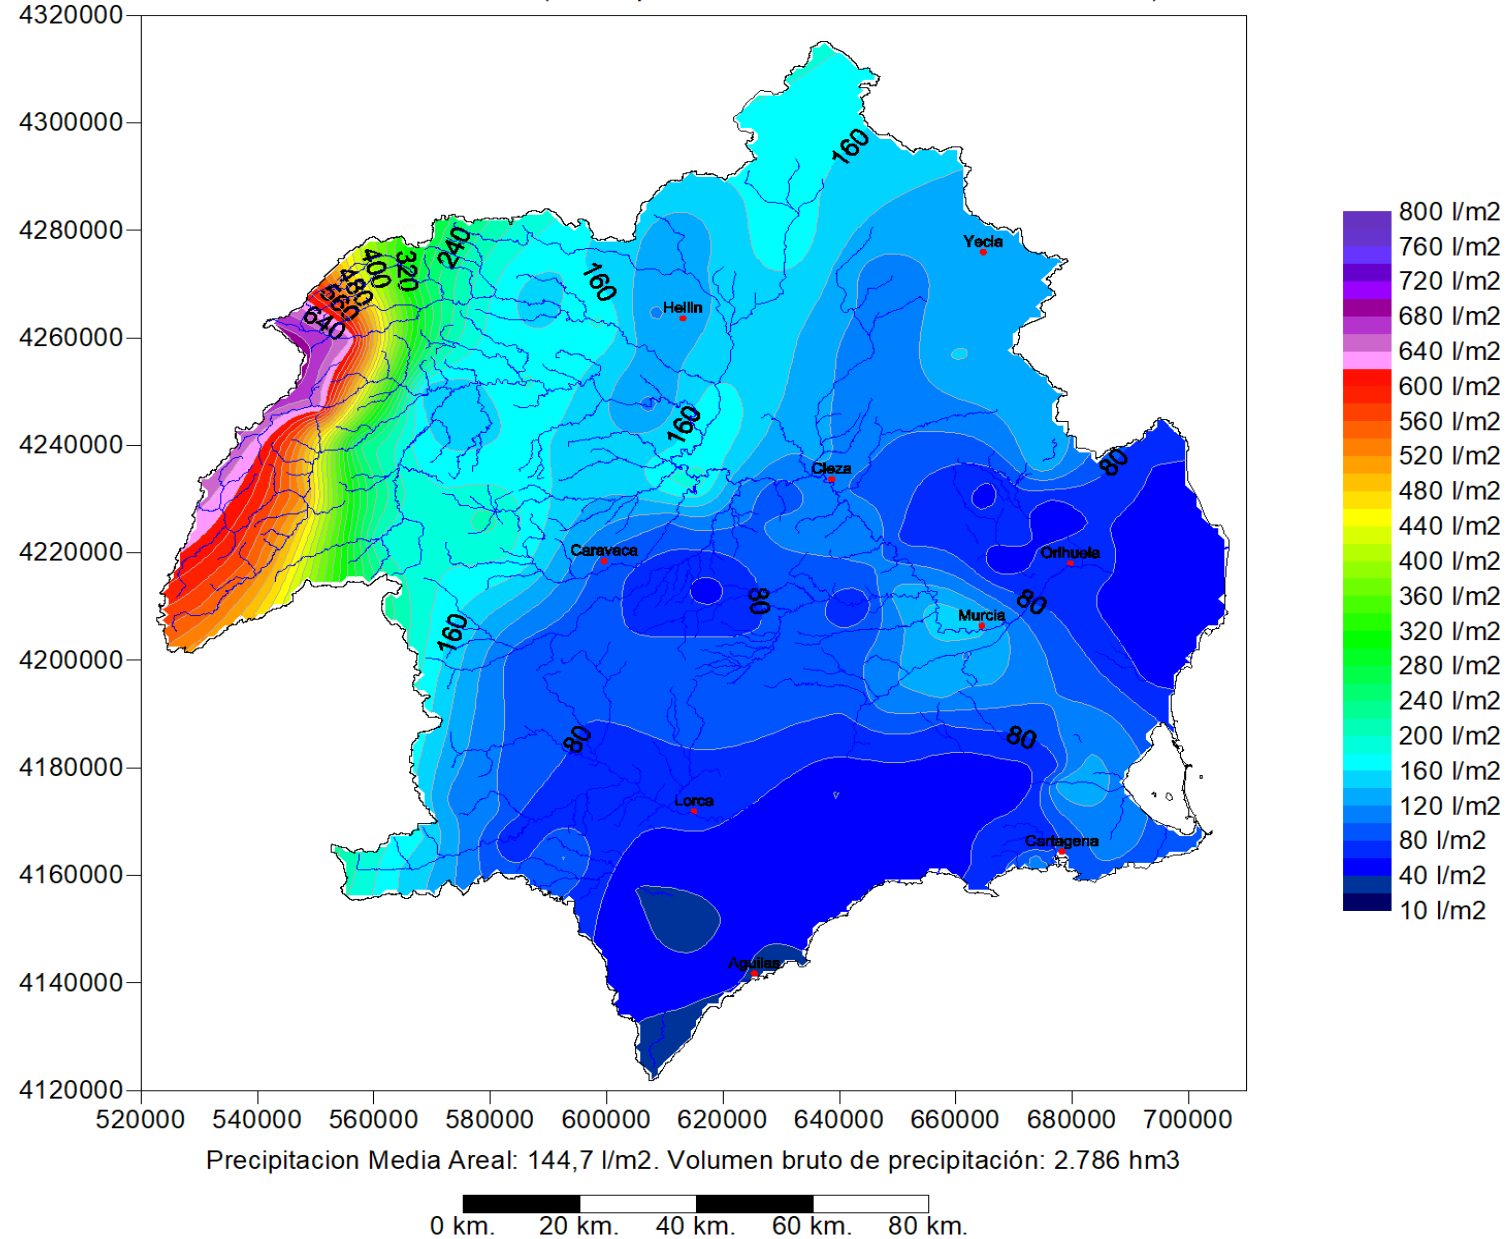 4320000
4300000
4280000
4260000
4240000
4220000
4200000
4180000
4160000
4140000
4120000
520000 540000 560000 580000 600000 620000 640000 660000 680000 700000
160
240
320
400
480
560
640
160
160
160
80
80
80
80
80
Yecla
Hellin
Cieza
Caravaca
Orihuela
Murcia
Lorca
Cartagena
Aguilas
800 l/m2
760 l/m2
720 l/m2
680 l/m2
640 l/m2
600 l/m2
560 l/m2
520 l/m2
480 l/m2
440 l/m2
400 l/m2
360 l/m2
320 l/m2
280 l/m2
240 l/m2
200 l/m2
160 l/m2
120 l/m2
80 l/m2
40 l/m2
10 l/m2
Precipitacion Media Areal: 144,7 l/m2. Volumen bruto de precipitación: 2.786 hm3
0 km. 20 km. 40 km. 60 km. 80 km.